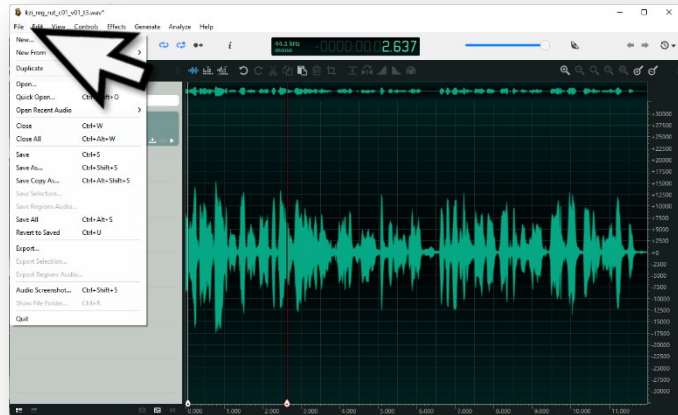 kzi_reg_rut_c01_v01_t3.wav*
File Edit View Controls Effects Generate Analyze Help
New...
New From
Duplicate
Open...
Quick Open... Ctrl+Shift+O
Open Recent Audio
Close Ctrl+W
Close All Ctrl+Alt+W
Save Ctrl+S
Save As... Ctrl+Shift+S
Save Copy As... Ctrl+Alt+Shift+S
Save Selection...
Save Regions Audio...
Save All Ctrl+Alt+S
Revert to Saved Ctrl+U
Export...
Export Selection...
Export Regions Audio...
Audio Screenshot... Ctrl+Shift+5
Show File Folder... Ctrl+R
Quit
44.1 kHz
mono
-0:00:00:02.637
+30000
+27500
+25000
+22500
+20000
+17500
+15000
+12500
+10000
+7500
+5000
+2500
+0
-2500
-5000
-7500
-10000
-12500
-15000
-17500
-20000
-22500
-25000
-27500
-30000
0.000 1.000 2.000 3.000 4.000 5.000 6.000 7.000 8.000 9.000 10.000 11.000